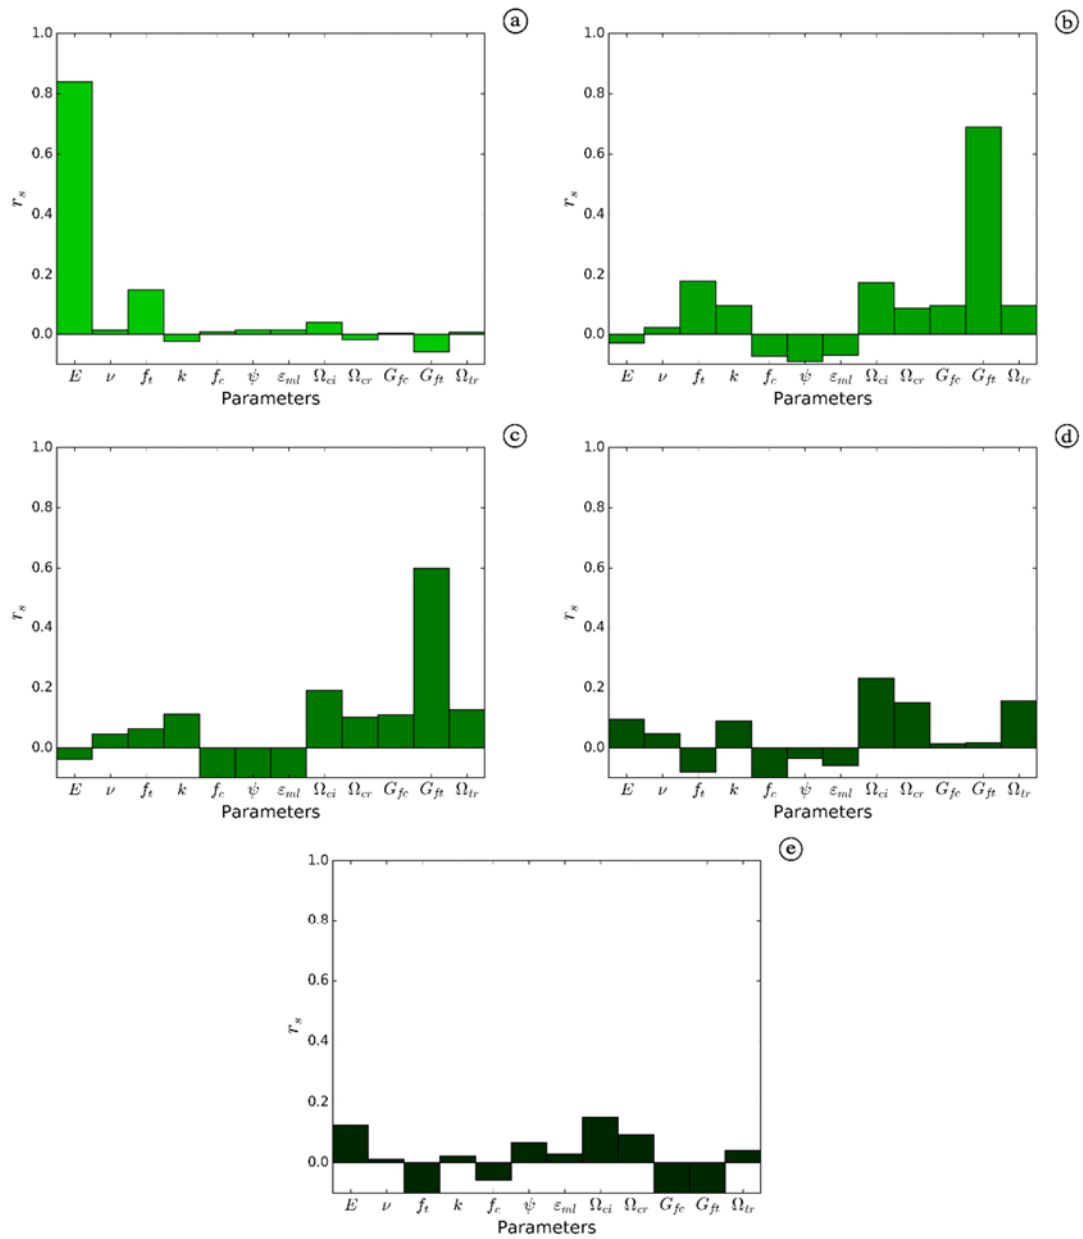 ⓐ
1.0
0.8
0.6
0.4
0.2
0.0
r_s
E ν f_t k f_c ψ ε_ml Ω_ci Ω_cr G_fc G_ft Ω_tr
Parameters
ⓑ
1.0
0.8
0.6
0.4
0.2
0.0
r_s
E ν f_t k f_c ψ ε_ml Ω_ci Ω_cr G_fc G_ft Ω_tr
Parameters
ⓒ
1.0
0.8
0.6
0.4
0.2
0.0
r_s
E ν f_t k f_c ψ ε_ml Ω_ci Ω_cr G_fc G_ft Ω_tr
Parameters
ⓓ
1.0
0.8
0.6
0.4
0.2
0.0
r_s
E ν f_t k f_c ψ ε_ml Ω_ci Ω_cr G_fc G_ft Ω_tr
Parameters
ⓔ
1.0
0.8
0.6
0.4
0.2
0.0
r_s
E ν f_t k f_c ψ ε_ml Ω_ci Ω_cr G_fc G_ft Ω_tr
Parameters